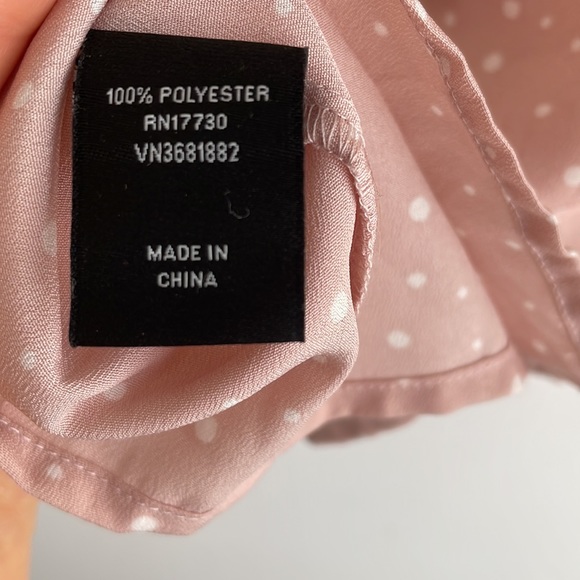 100% POLYESTER
RN17730
VN3681882
MADE IN
CHINA